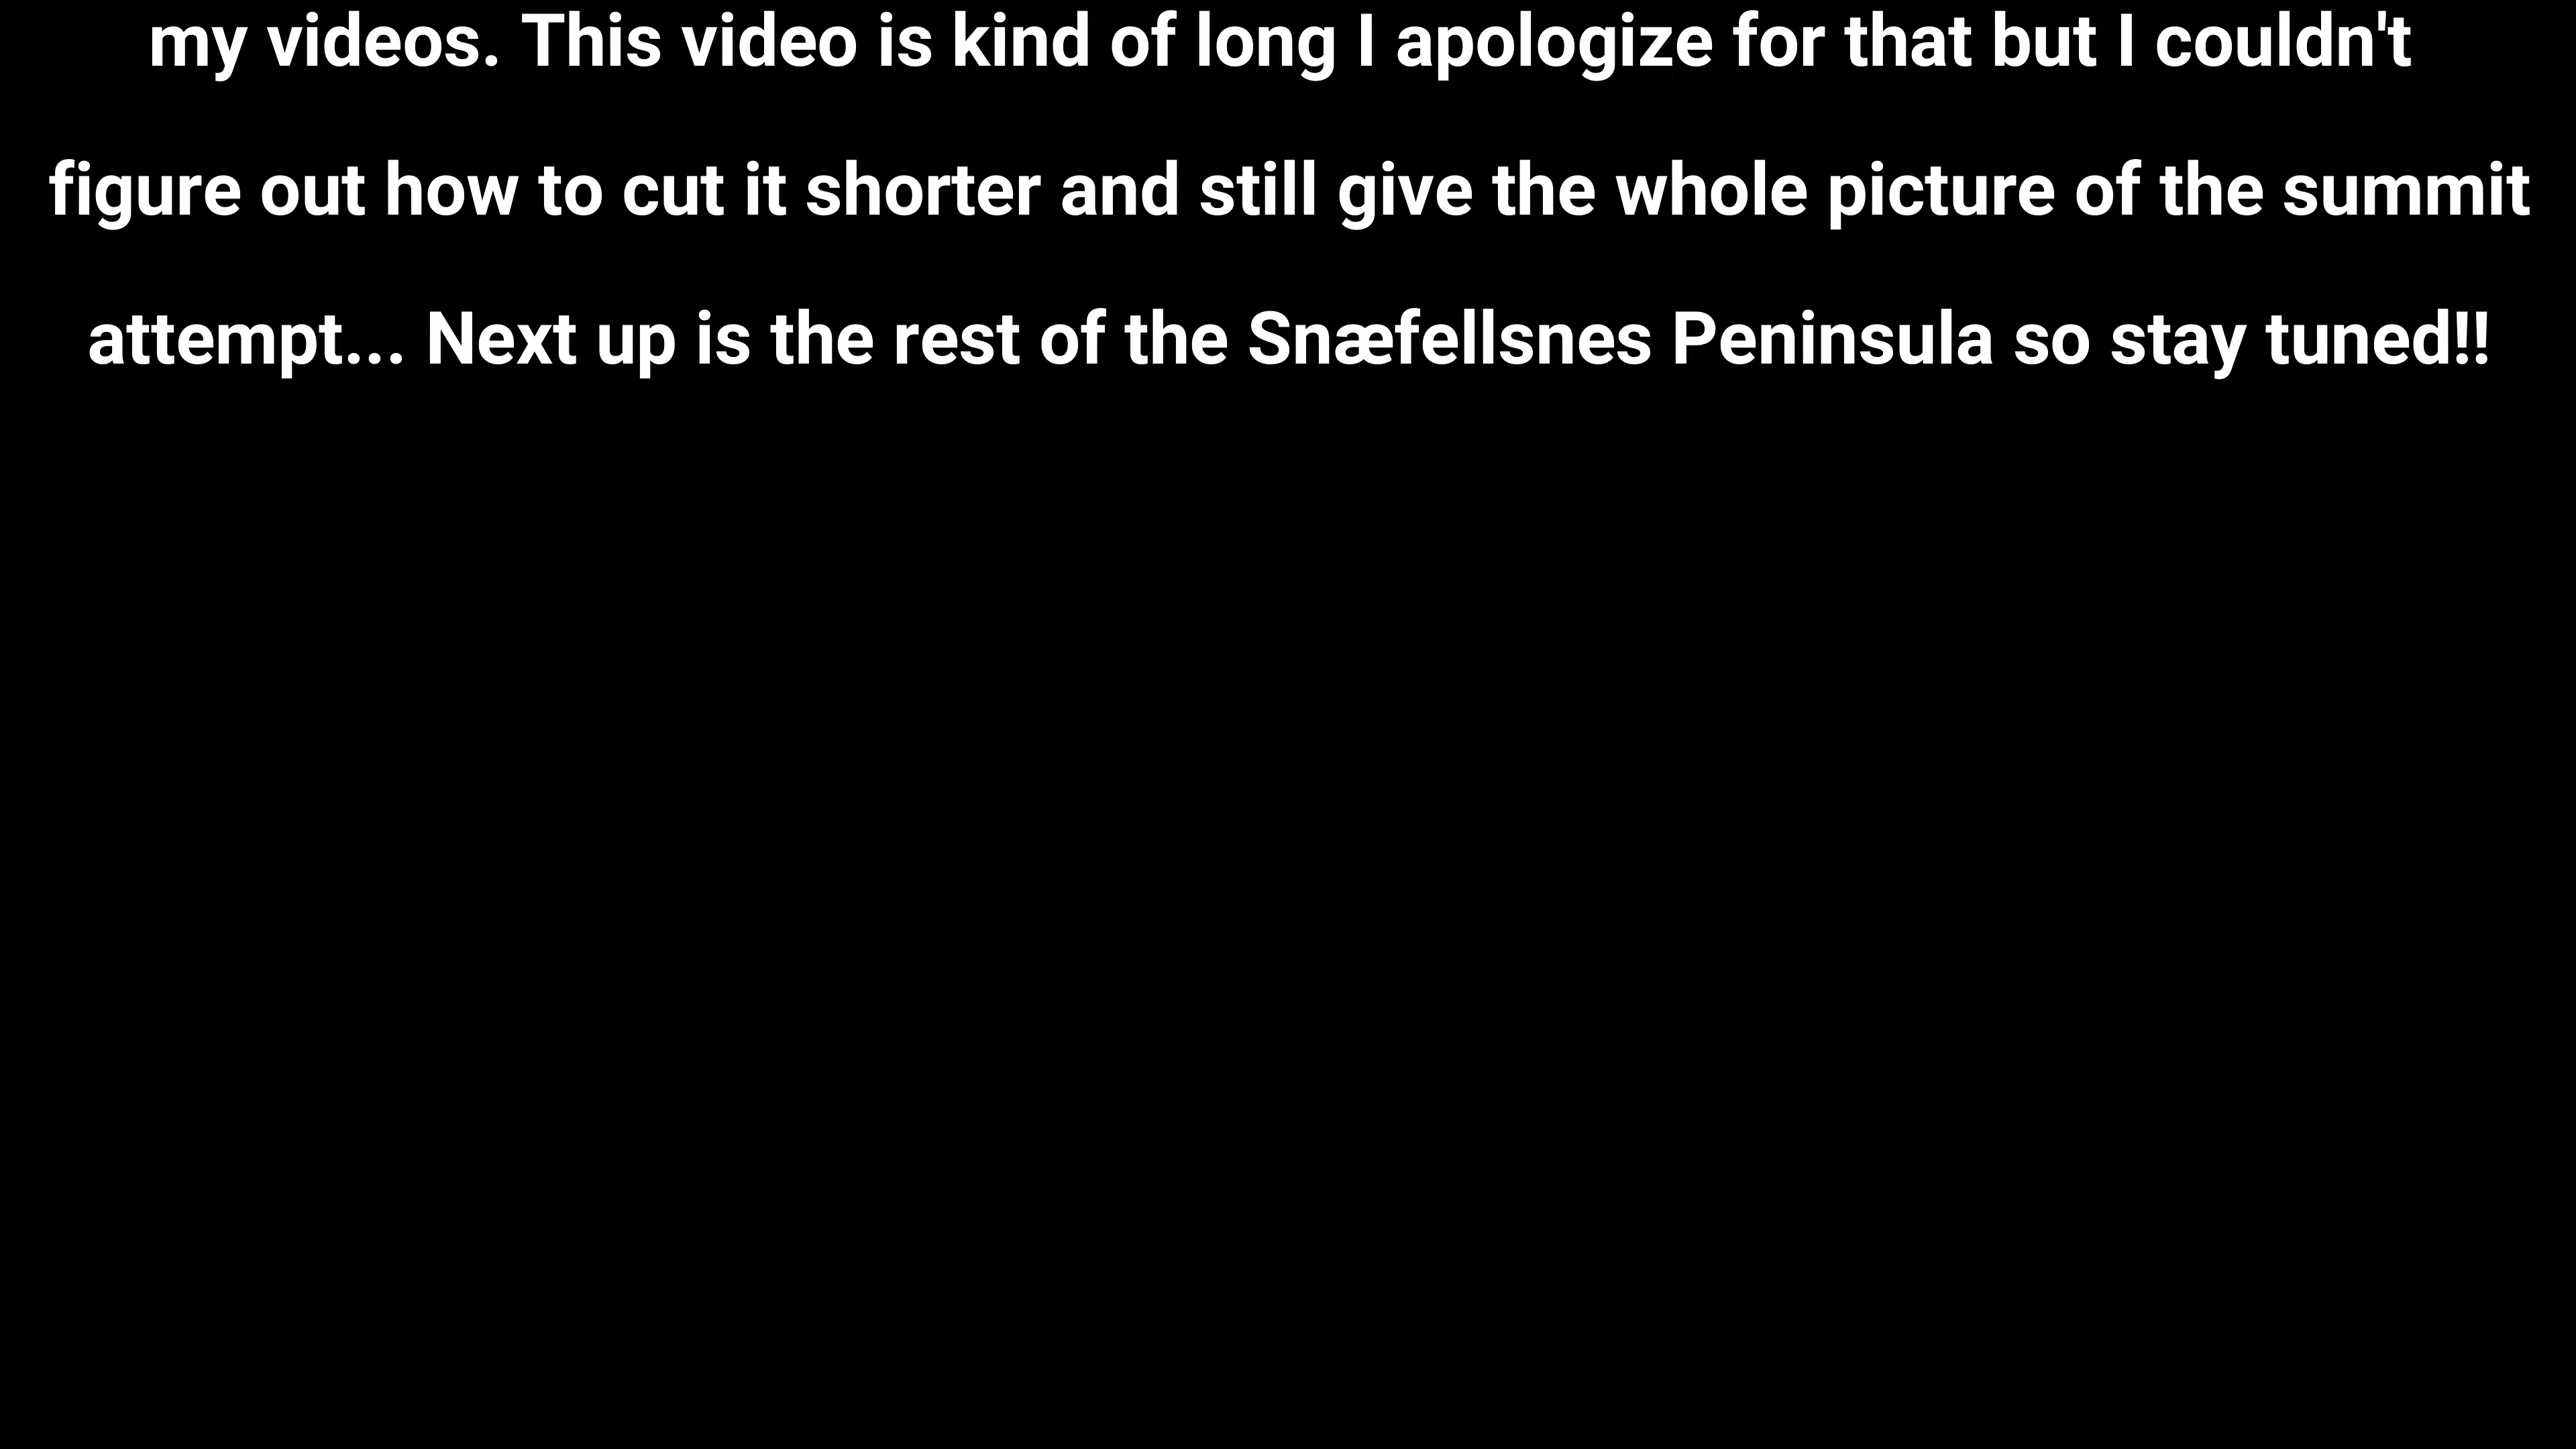 my videos. This video is kind of long I apologize for that but I couldn't
figure out how to cut it shorter and still give the whole picture of the summit
attempt... Next up is the rest of the Snæfellsnes Peninsula so stay tuned!!